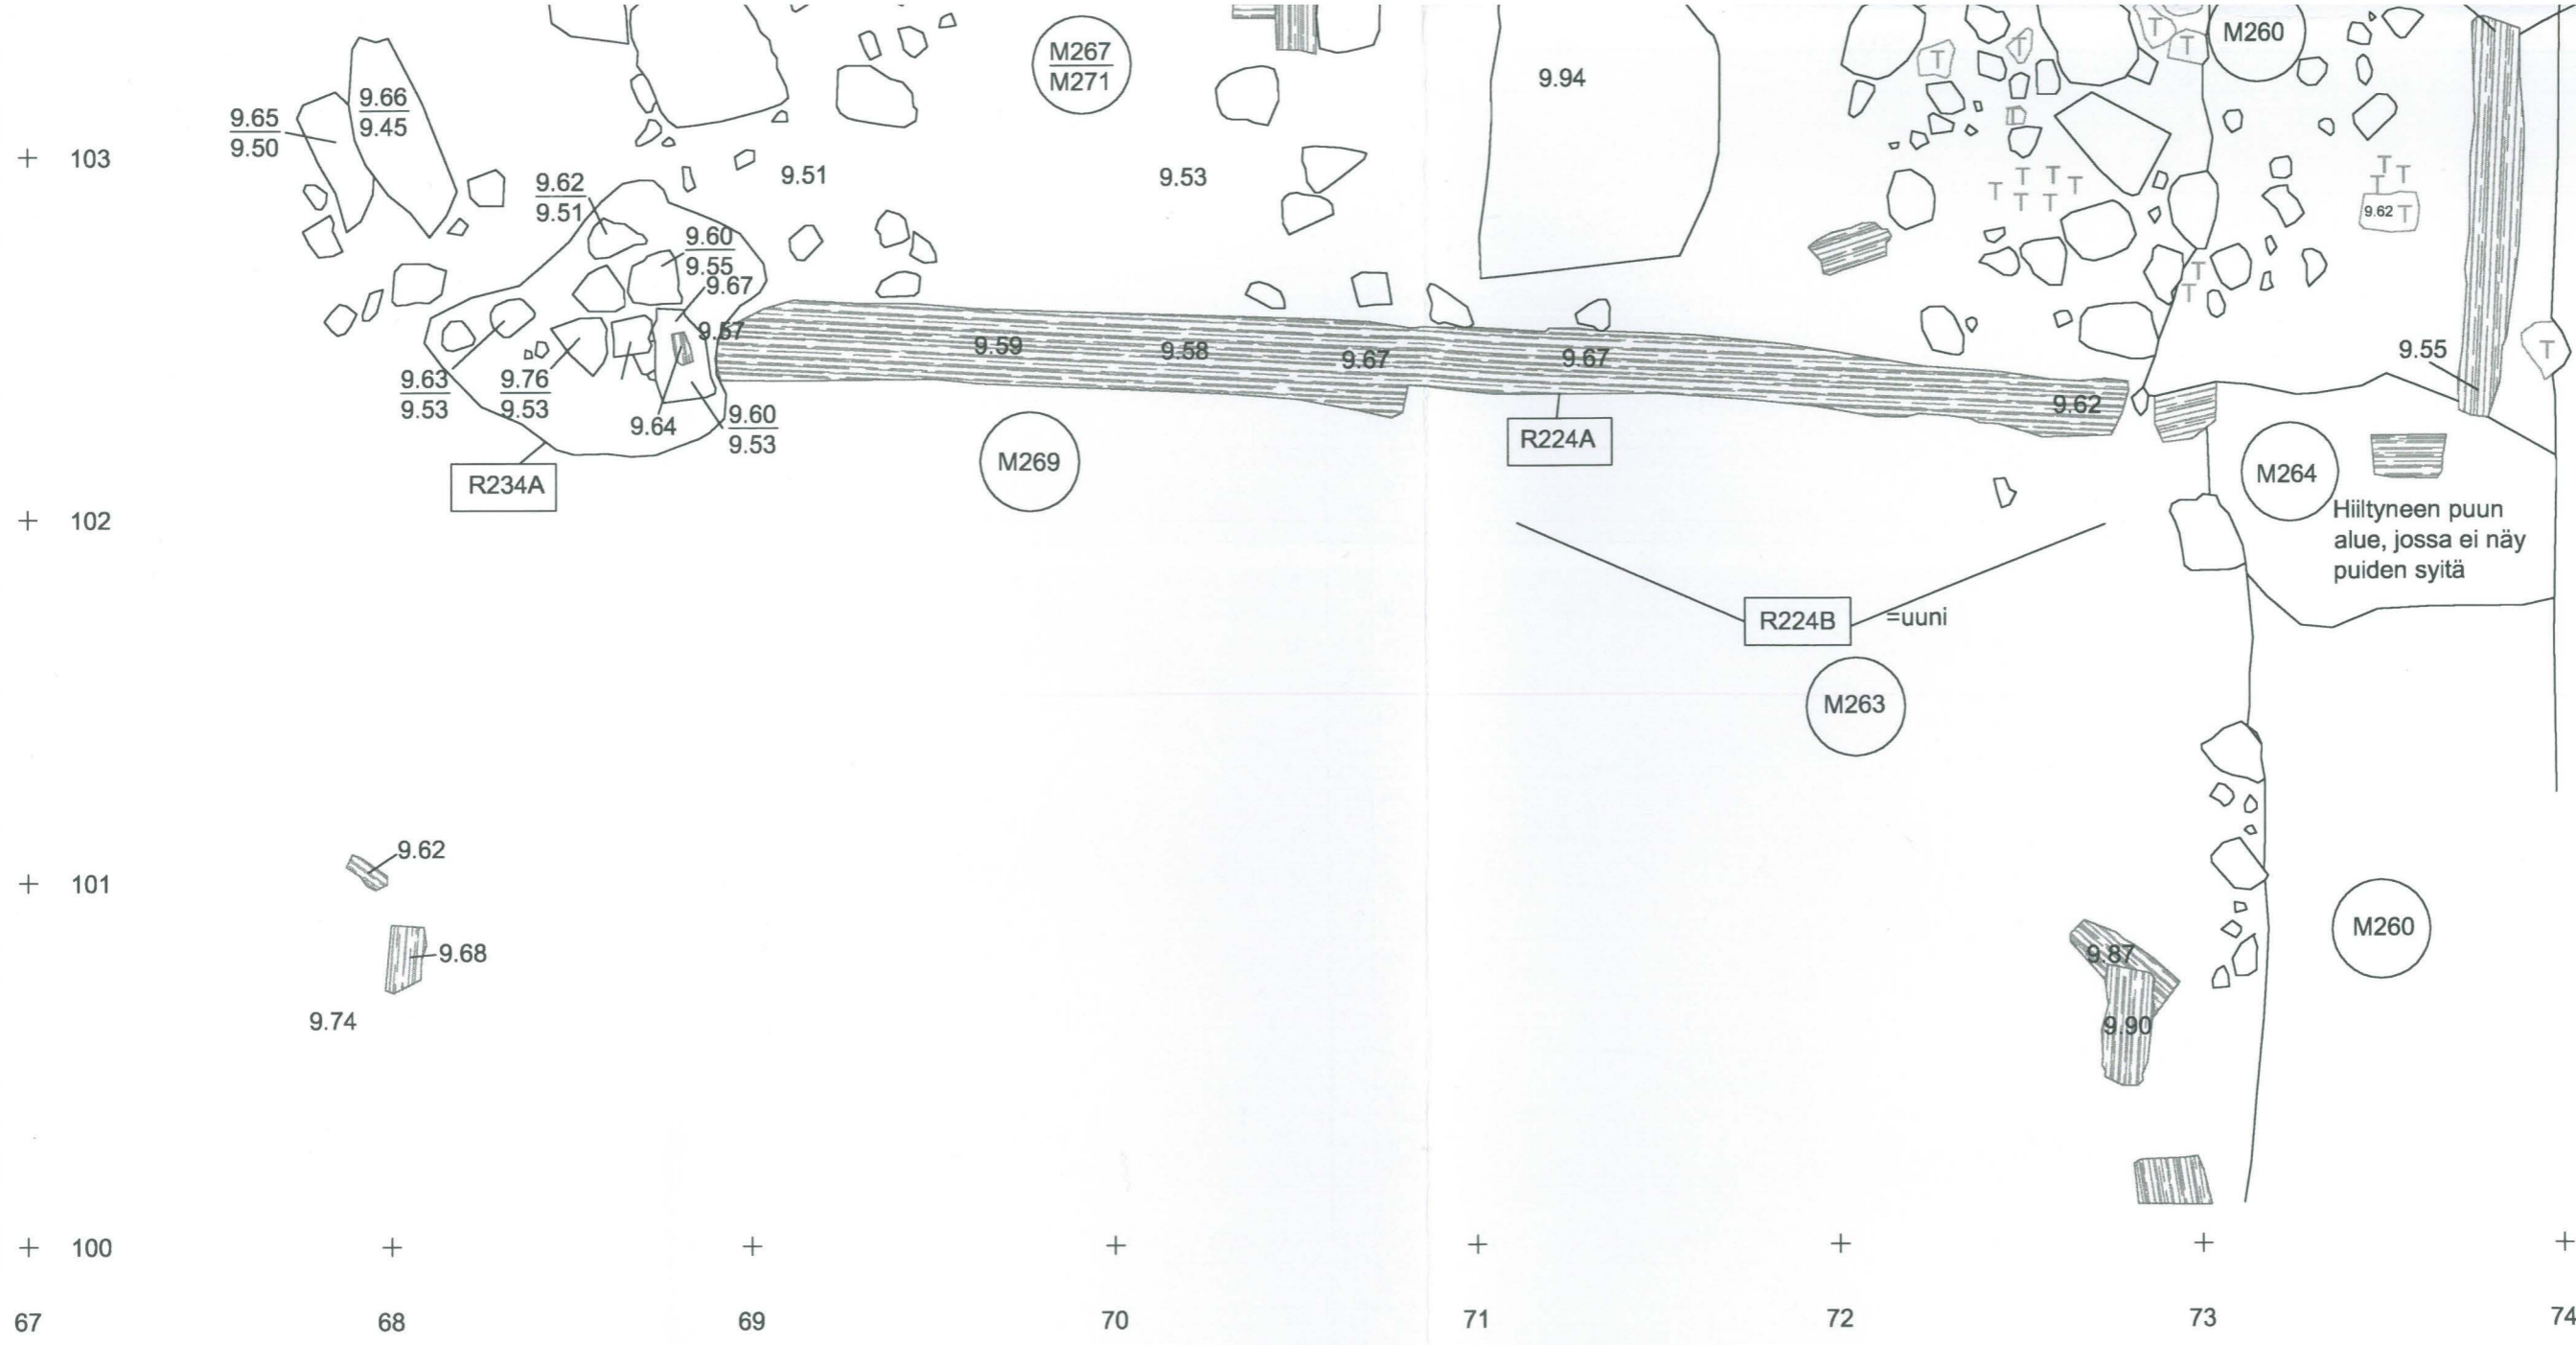 M267
M271
M260
9.94
9.66
9.45
9.65
9.50
T
T
T
T
+ 103
9.51
9.53
9.62
9.51
T T T
T T T T
T T
T
9.62 T
9.60
9.55
9.67
T
T
9.57
9.59
9.58
9.67
9.67
9.55
T
9.63
9.53
9.76
9.53
9.64
9.60
9.53
9.62
R224A
M269
M264
R234A
+ 102
Hiiltyneen puun
alue, jossa ei näy
puiden syitä
R224B =uuni
M263
9.62
+ 101
9.68
9.74
M260
9.87
9.90
+ 100 + + + + + + +
67 68 69 70 71 72 73 74